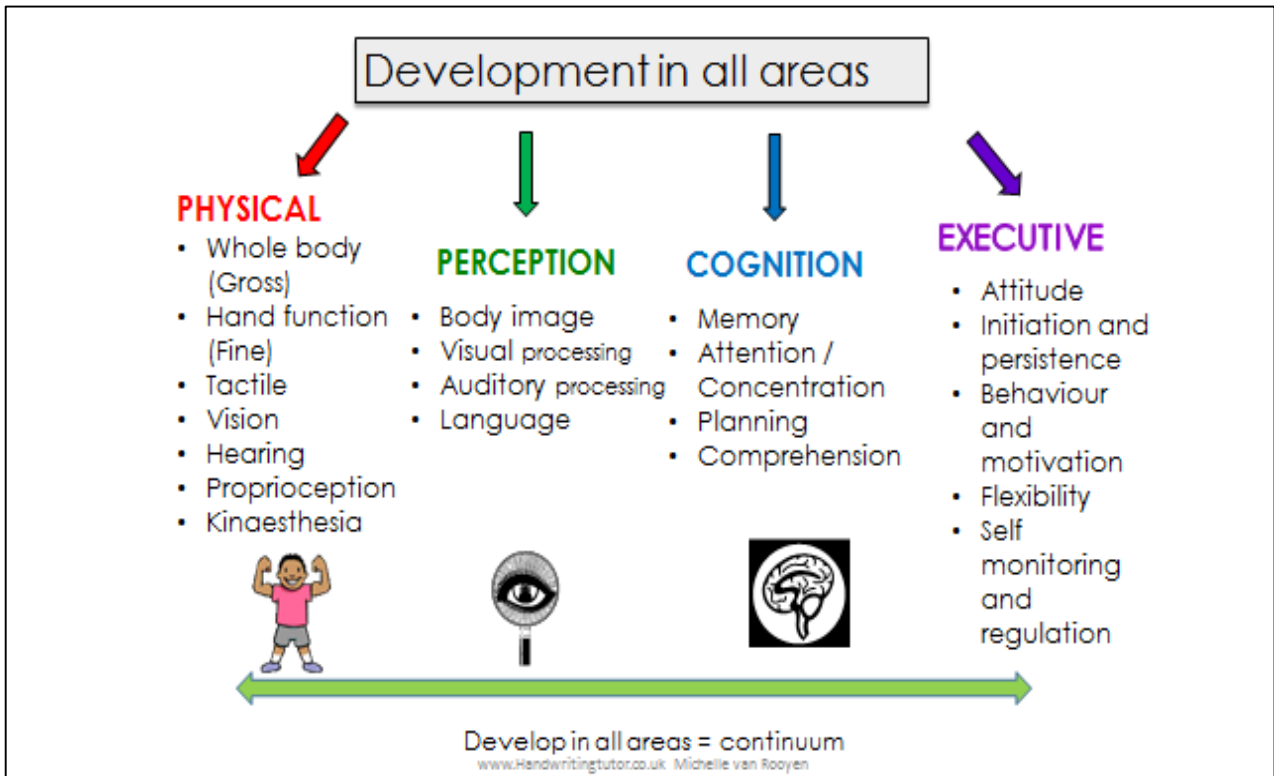 Development in all areas
PHYSICAL
• Whole body
(Gross)
• Hand function
(Fine)
• Tactile
• Vision
• Hearing
• Proprioception
• Kinaesthesia
PERCEPTION
• Body image
• Visual processing
• Auditory processing
• Language
COGNITION
• Memory
• Attention /
Concentration
• Planning
• Comprehension
EXECUTIVE
• Attitude
• Initiation and
persistence
• Behaviour
and
motivation
• Flexibility
• Self
monitoring
and
regulation
Develop in all areas = continuum
www.Handwritingtutor.co.uk Michelle van Rooyen